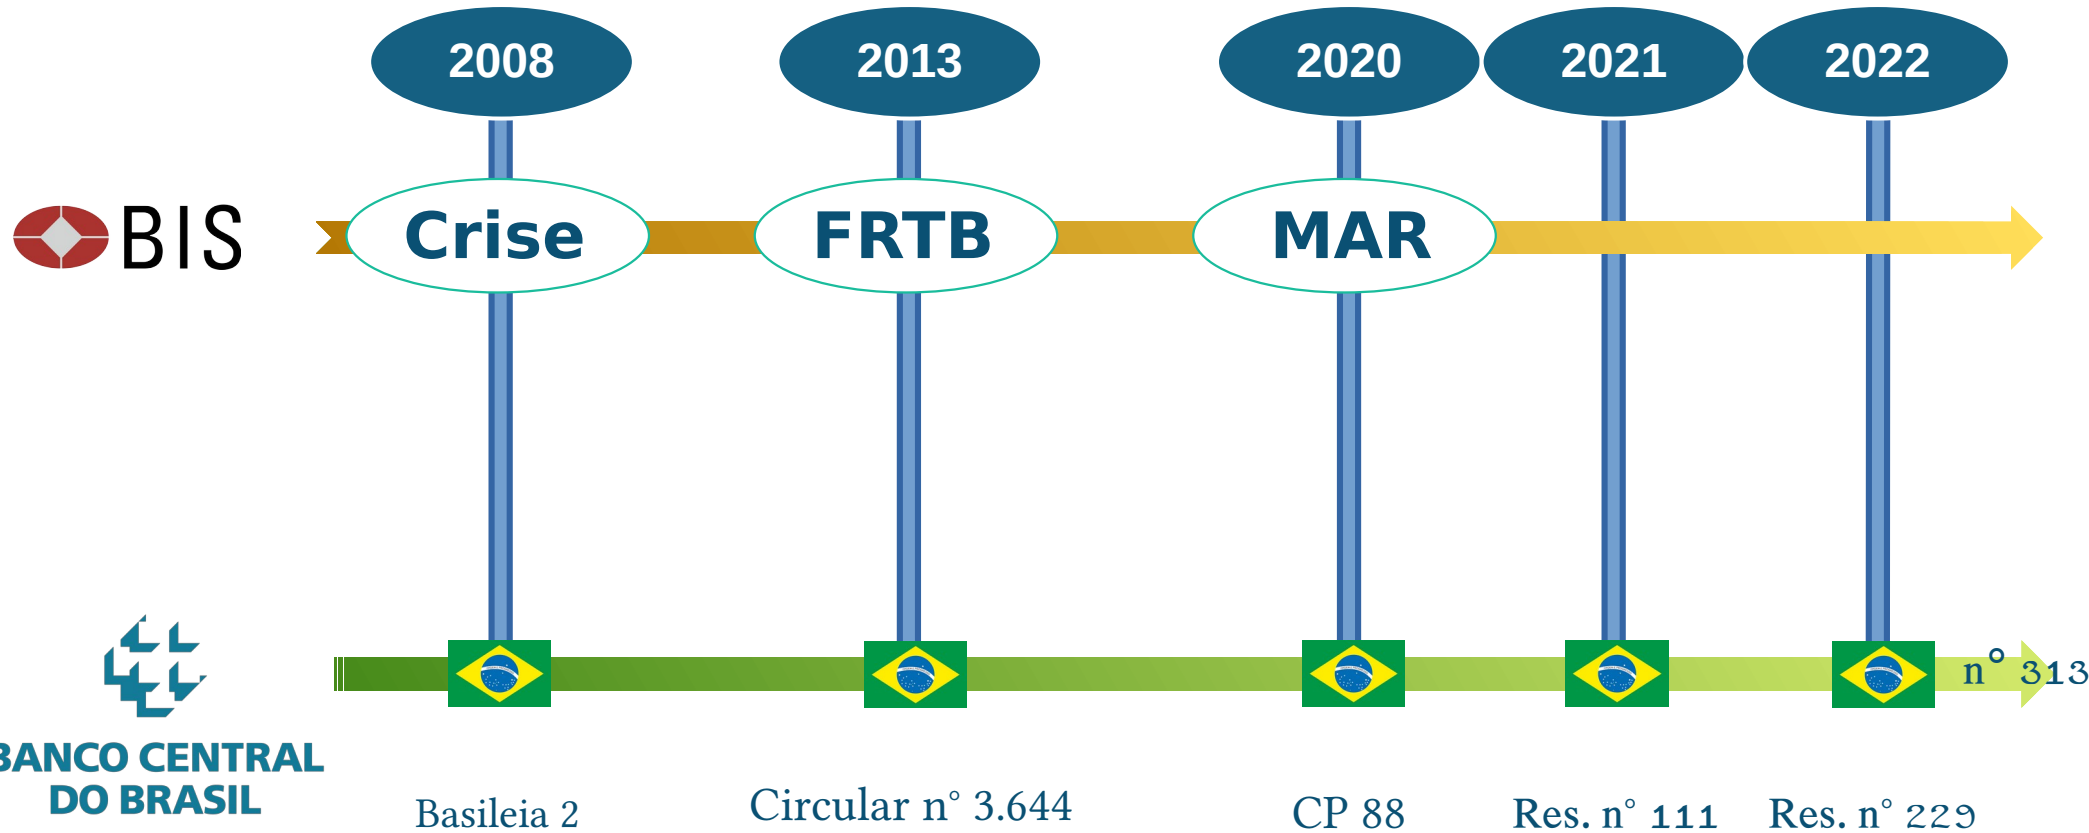 2008
2013
2020
2021
2022
BIS
Crise
FRTB
MAR
n° 313
BANCO CENTRAL
DO BRASIL
Basileia 2
Circular n° 3.644
CP 88
Res. n° 111
Res. n° 229